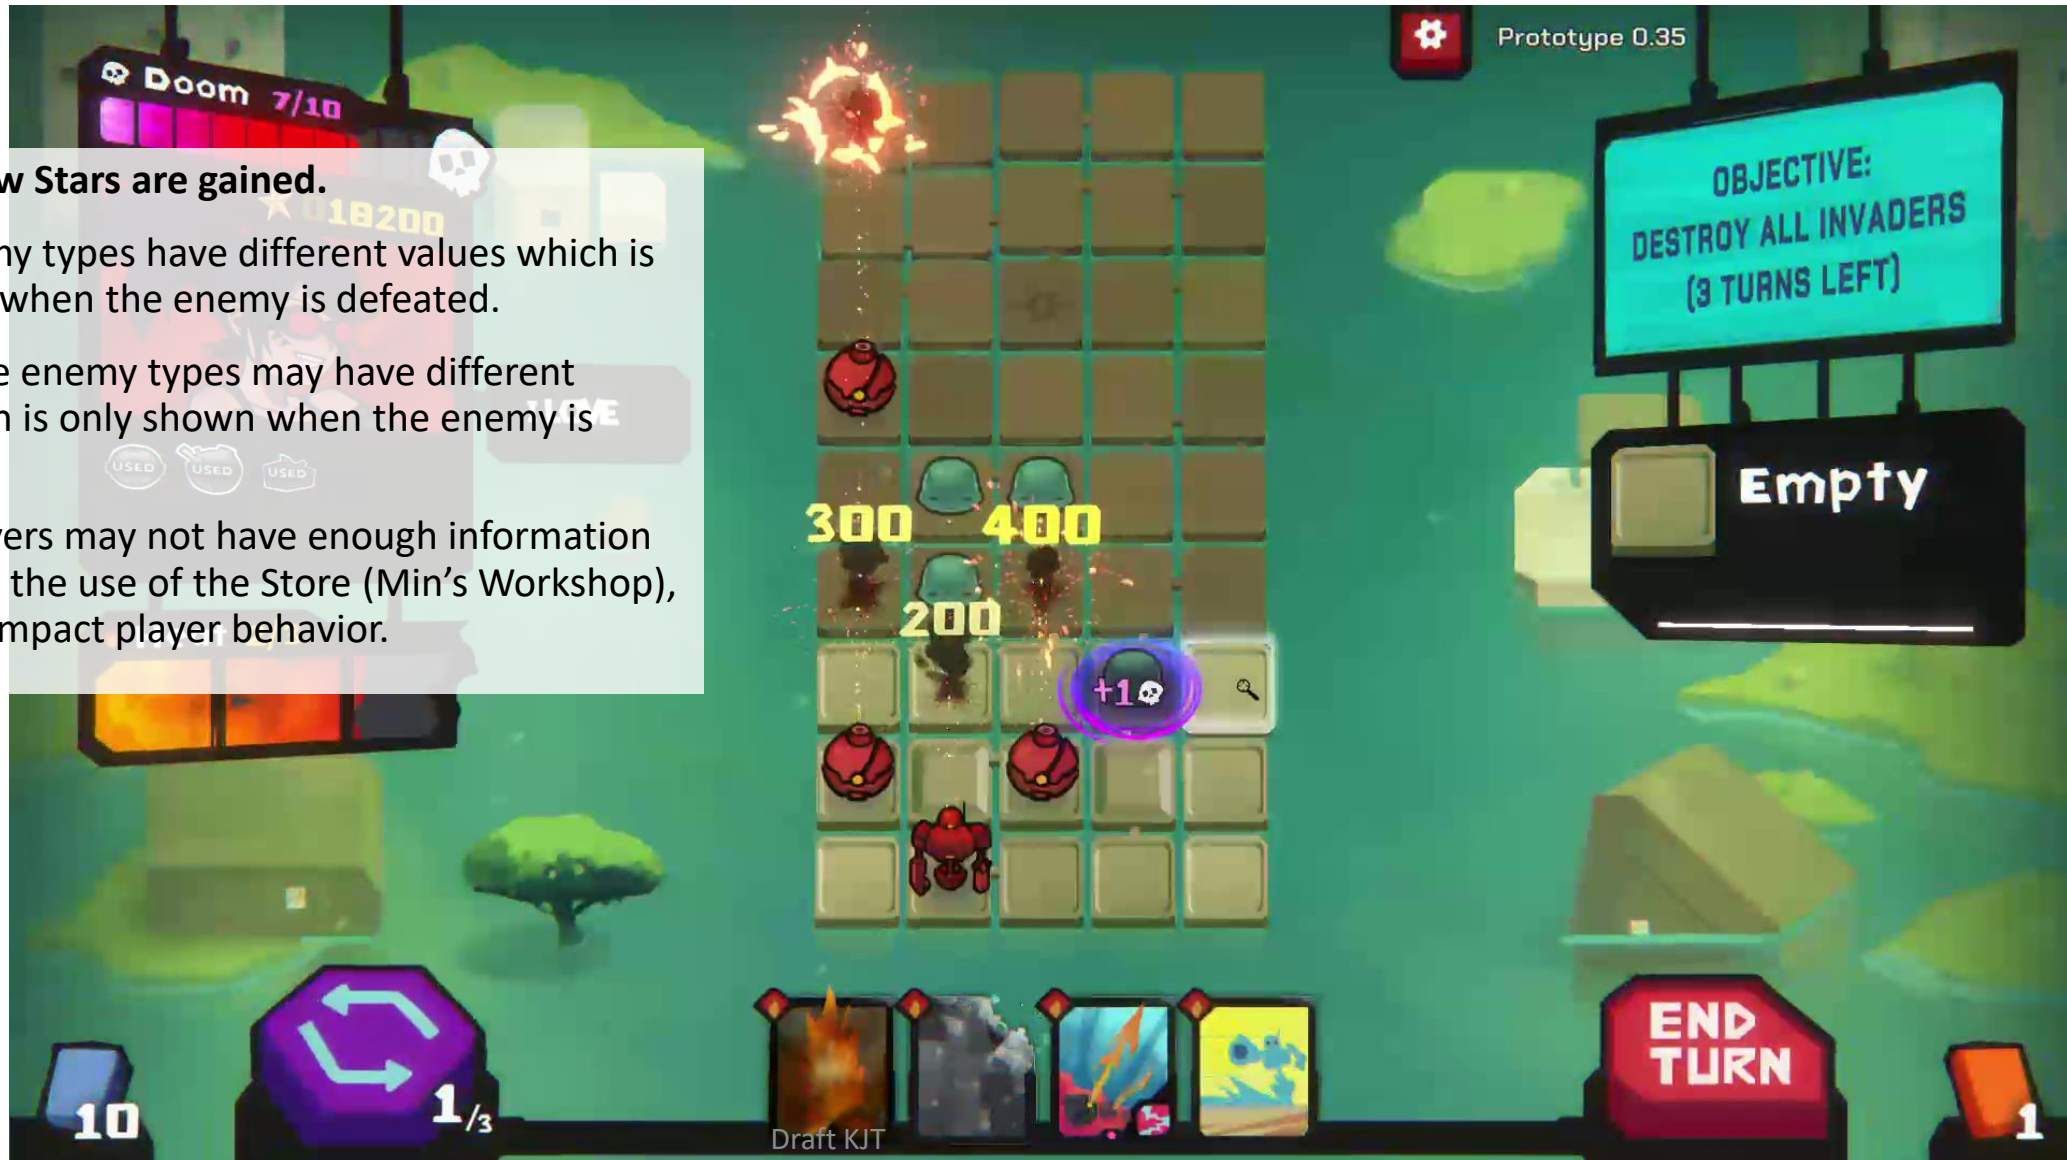 Prototype 0.35
Doom 7/10
w Stars are gained.
018200
ny types have different values which is
when the enemy is defeated.
e enemy types may have different
n is only shown when the enemy is
USED USED USED
yers may not have enough information
the use of the Store (Min's Workshop),
mpact player behavior.
OBJECTIVE:
DESTROY ALL INVADERS
(3 TURNS LEFT)
Empty
300 400
200
+1
10
1/3
END
TURN
1
Draft KJT